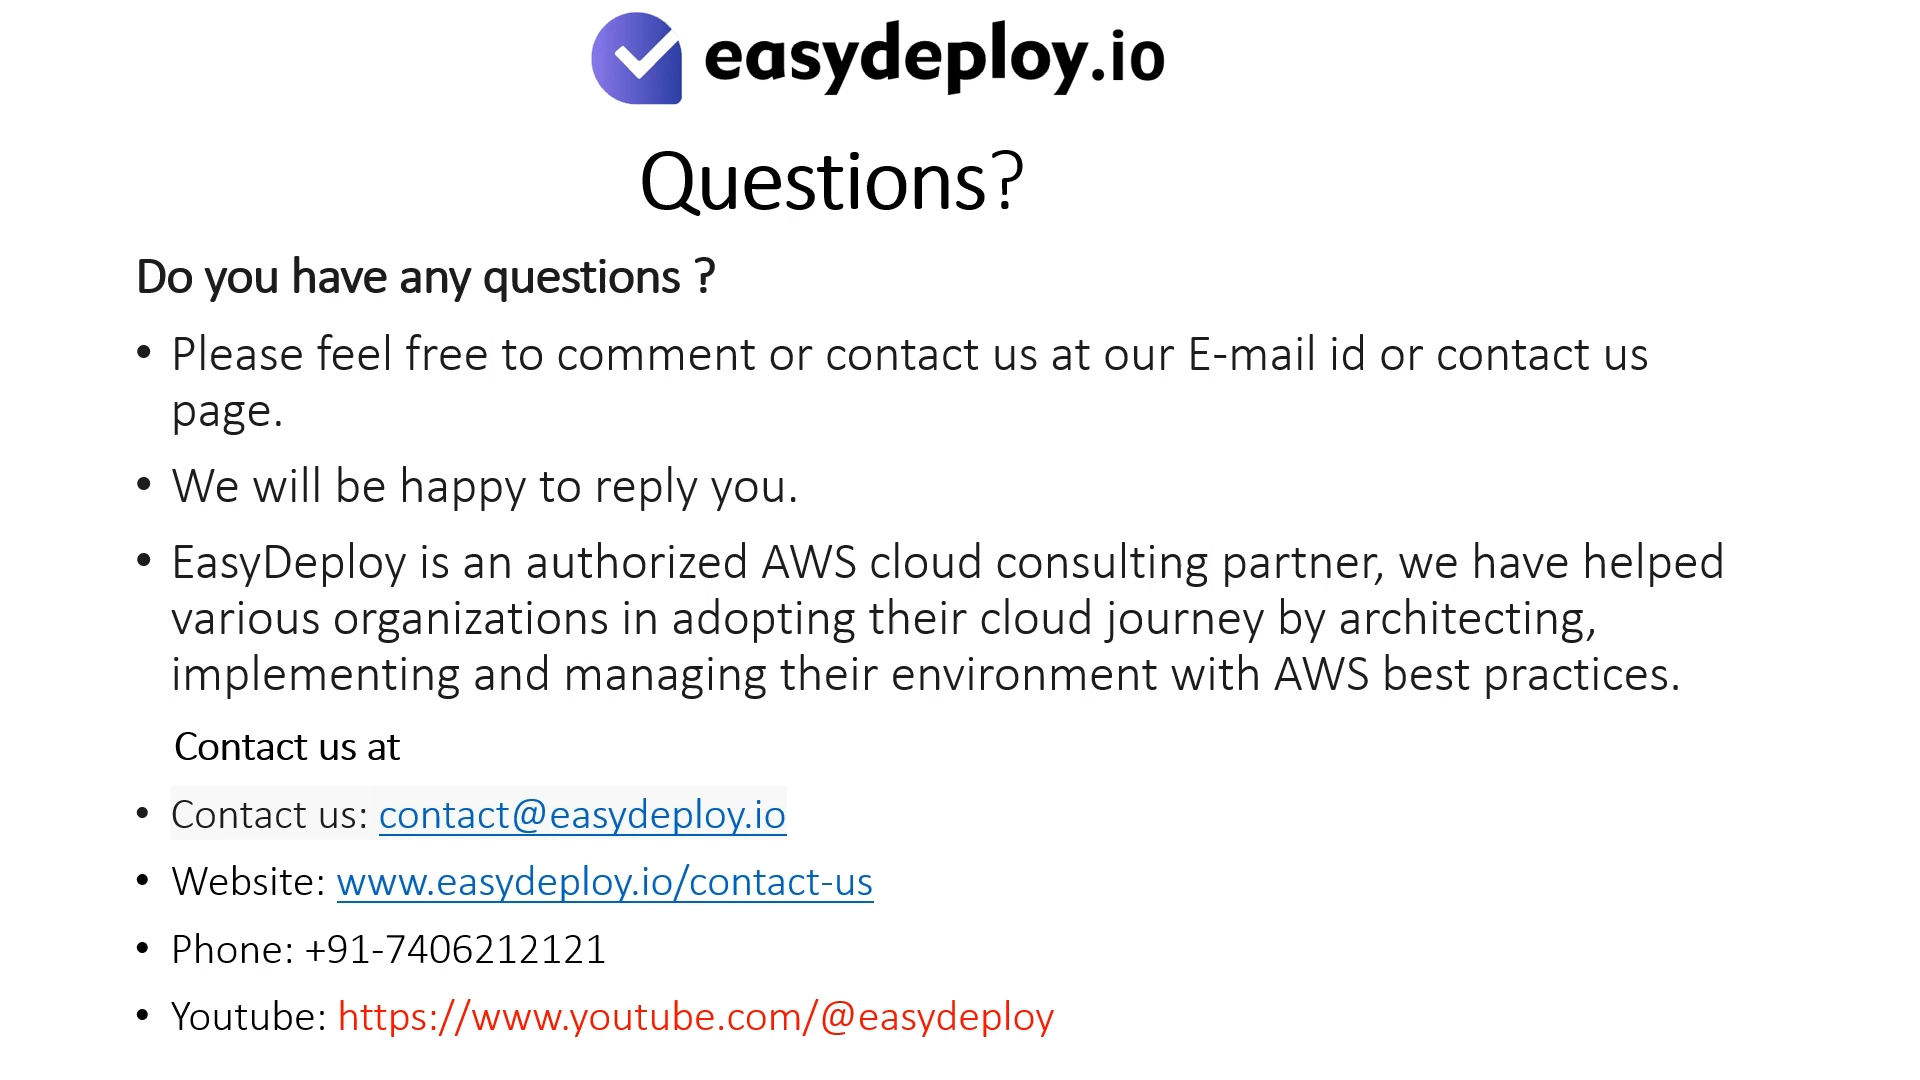 easydeploy.io
Questions?
Do you have any questions ?
• Please feel free to comment or contact us at our E-mail id or contact us
page.
• We will be happy to reply you.
• EasyDeploy is an authorized AWS cloud consulting partner, we have helped
various organizations in adopting their cloud journey by architecting,
implementing and managing their environment with AWS best practices.
Contact us at
• Contact us: contact@easydeploy.io
• Website: www.easydeploy.io/contact-us
• Phone: +91-7406212121
• Youtube: https://www.youtube.com/@easydeploy